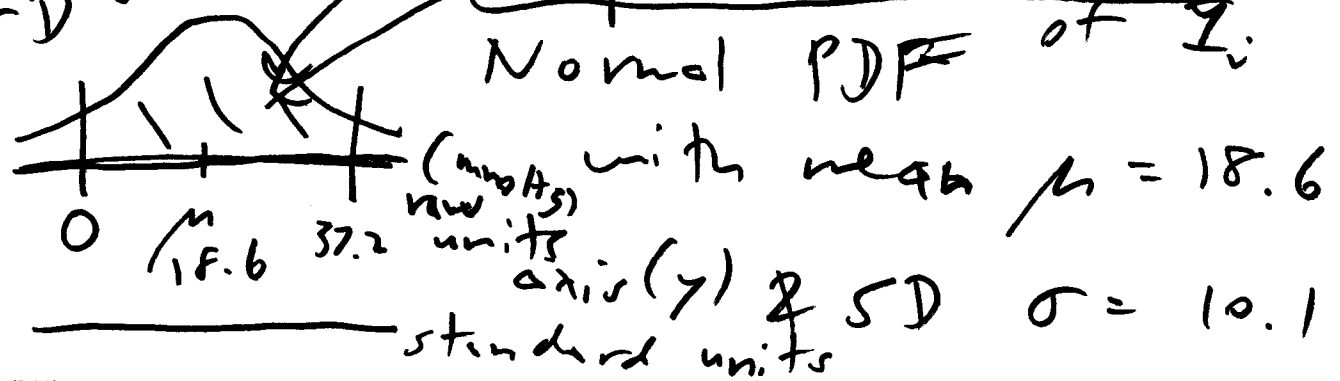 D
Normal PDF of Y_i
with mean μ = 18.6
(mmHg)
raw units
axis (y) & SD σ = 10.1
0 μ 18.6 37.2
standard units